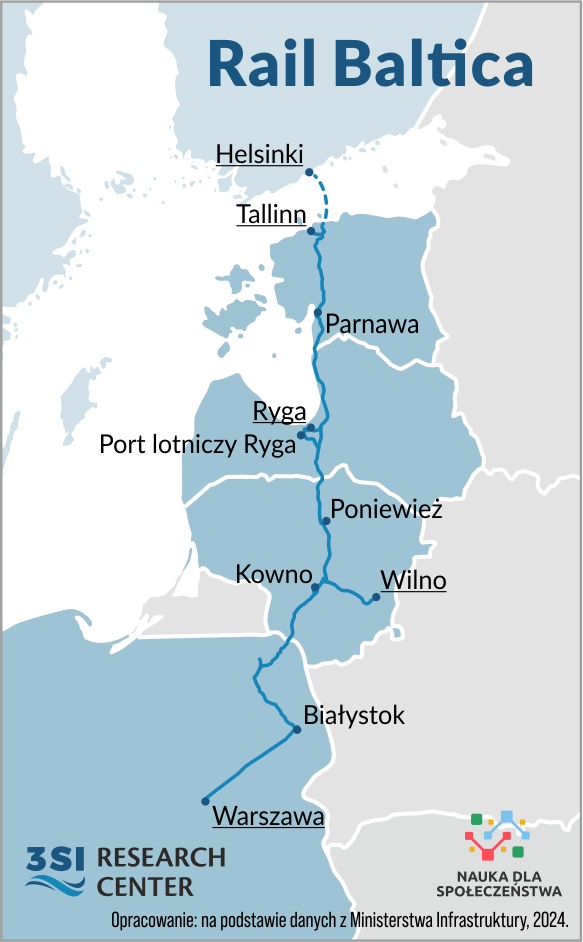 Rail Baltica
Helsinki
Tallinn
Parnawa
Ryga
Port lotniczy Ryga
Poniewież
Kowno
Wilno
Białystok
Warszawa
3SI RESEARCH
CENTER
NAUKA DLA
SPOŁECZEŃSTWA
Opracowanie: na podstawie danych z Ministerstwa Infrastruktury, 2024.